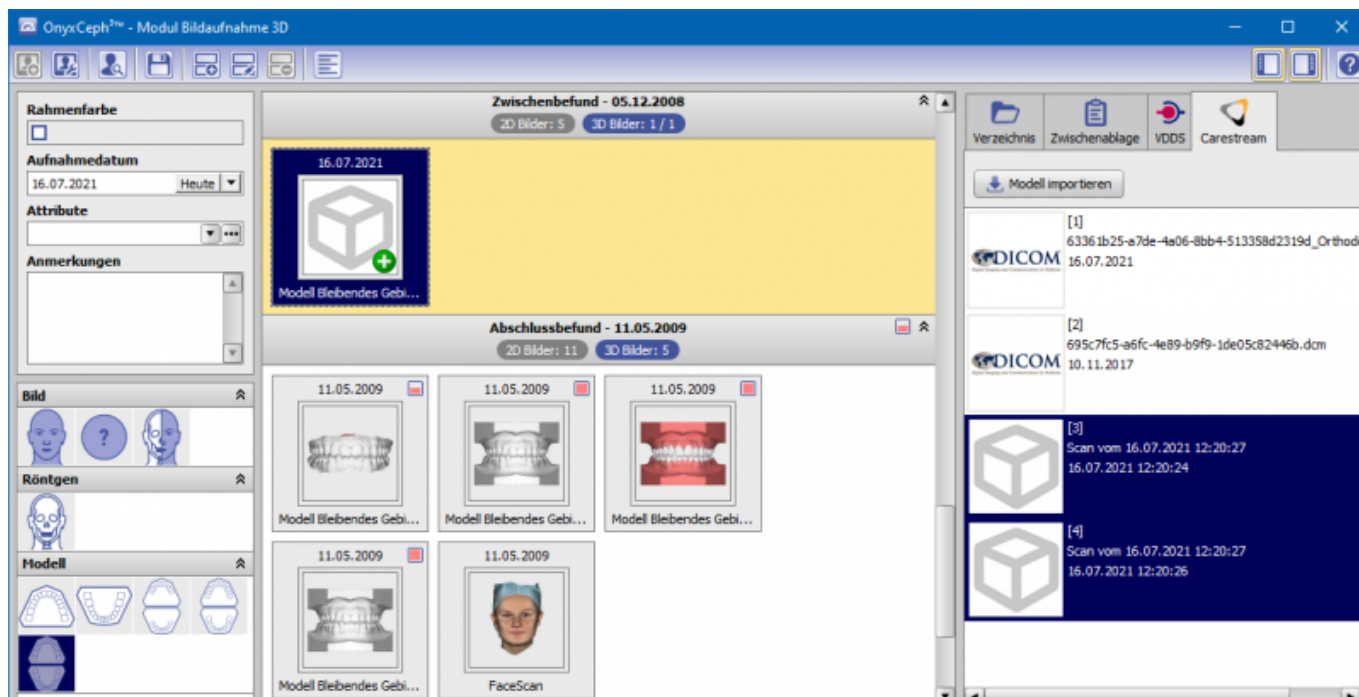 OnyxCeph³™ - Modul Bildaufnahme 3D
Rahmenfarbe
Aufnahmedatum
16.07.2021 Heute
Attribute
Anmerkungen
Bild
?
Röntgen
Modell
Zwischenbefund - 05.12.2008
2D Bilder: 5 3D Bilder: 1 / 1
16.07.2021
Modell Bleibendes Gebi...
Abschlussbefund - 11.05.2009
2D Bilder: 11 3D Bilder: 5
11.05.2009 11.05.2009 11.05.2009
Modell Bleibendes Gebi... Modell Bleibendes Gebi... Modell Bleibendes Gebi...
11.05.2009 11.05.2009
Modell Bleibendes Gebi... FaceScan
Verzeichnis Zwischenablage VDDS Carestream
Modell importieren
DICOM
[1]
63361b25-a7de-4a06-8bb4-513358d2319d_Orthod
16.07.2021
DICOM
[2]
695c7fc5-a6fc-4e89-b9f9-1de05c82446b.dcm
10.11.2017
[3]
Scan vom 16.07.2021 12:20:27
16.07.2021 12:20:24
[4]
Scan vom 16.07.2021 12:20:27
16.07.2021 12:20:26